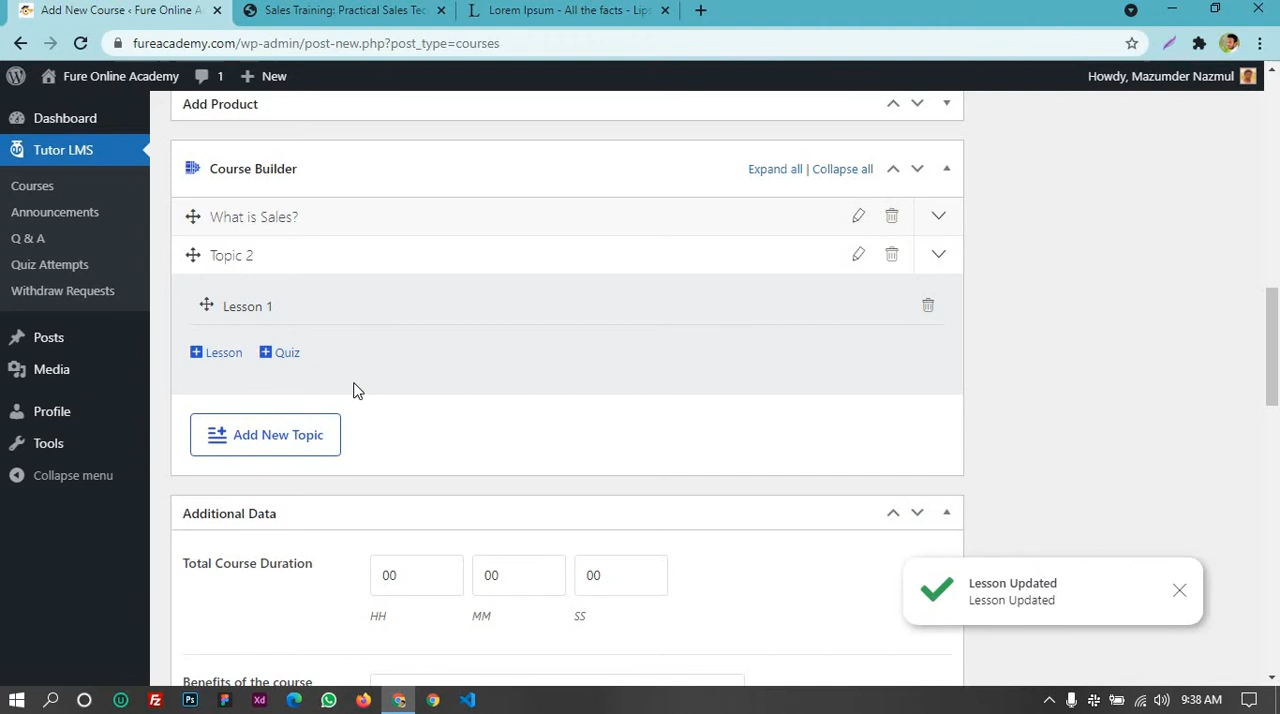 Add New Course ‹ Fure Online A
Sales Training: Practical Sales Tec
Lorem Ipsum - All the facts - Lips
fureacademy.com/wp-admin/post-new.php?post_type=courses
Fure Online Academy
1
New
Howdy, Mazumder Nazmul
Dashboard
Tutor LMS
Courses
Announcements
Q & A
Quiz Attempts
Withdraw Requests
Posts
Media
Profile
Tools
Collapse menu
Add Product
Course Builder
Expand all | Collapse all
What is Sales?
Topic 2
Lesson 1
Lesson
Quiz
Add New Topic
Additional Data
Total Course Duration
00
00
00
HH
MM
SS
Lesson Updated
Lesson Updated
Benefits of the course
9:38 AM